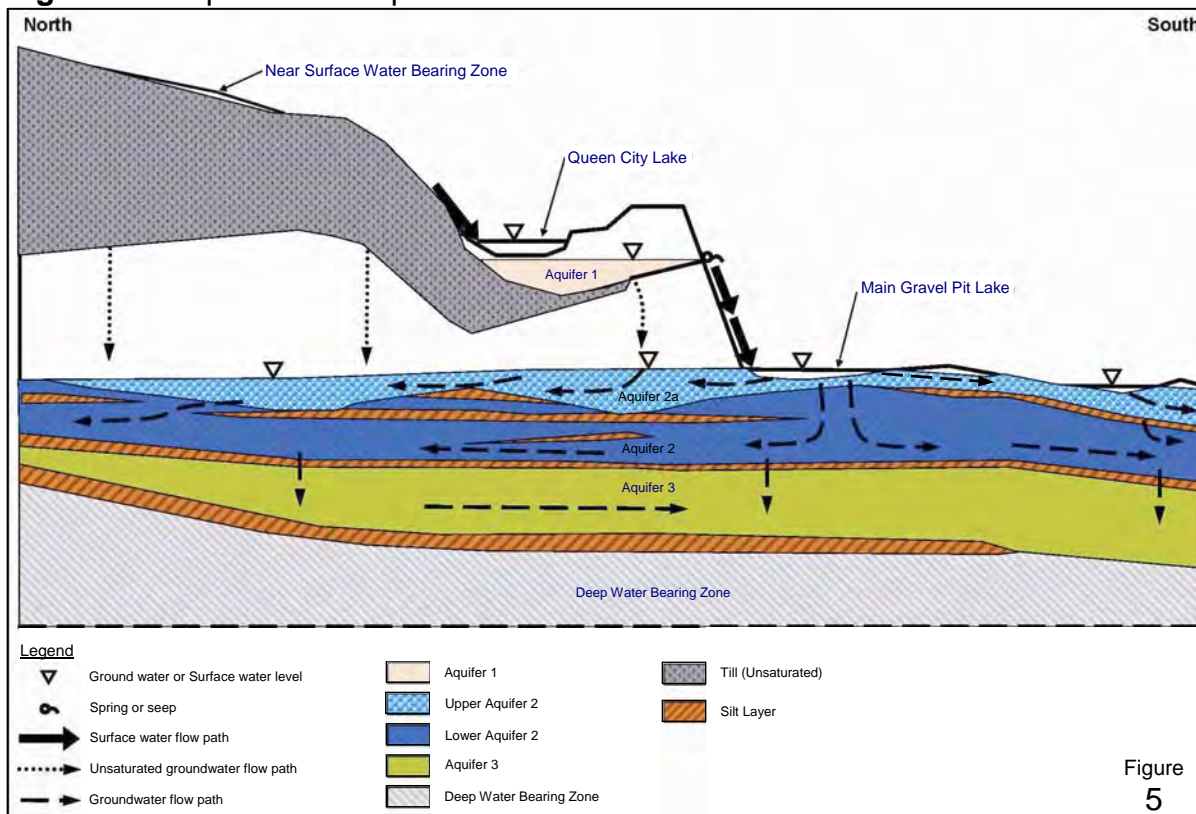 North
South
Near Surface Water Bearing Zone
Queen City Lake
Aquifer 1
Main Gravel Pit Lake
Aquifer 2a
Aquifer 2
Aquifer 3
Deep Water Bearing Zone
Legend
Ground water or Surface water level
Spring or seep
Surface water flow path
Unsaturated groundwater flow path
Groundwater flow path
Aquifer 1
Upper Aquifer 2
Lower Aquifer 2
Aquifer 3
Deep Water Bearing Zone
Till (Unsaturated)
Silt Layer
Figure
5